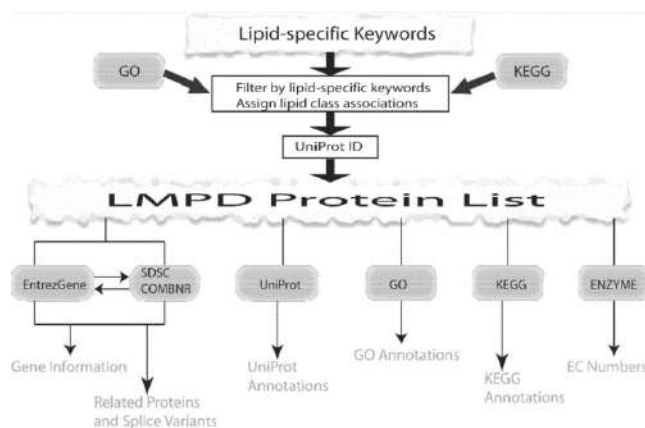 Lipid-specific Keywords
GO
KEGG
Filter by lipid-specific keywords
Assign lipid class associations
UniProt ID
LMPD Protein List
EntrezGene
SDSC
COMBNR
UniProt
GO
KEGG
ENZYME
Gene Information
Related Proteins
and Splice Variants
UniProt
Annotations
GO Annotations
KEGG
Annotations
EC Numbers